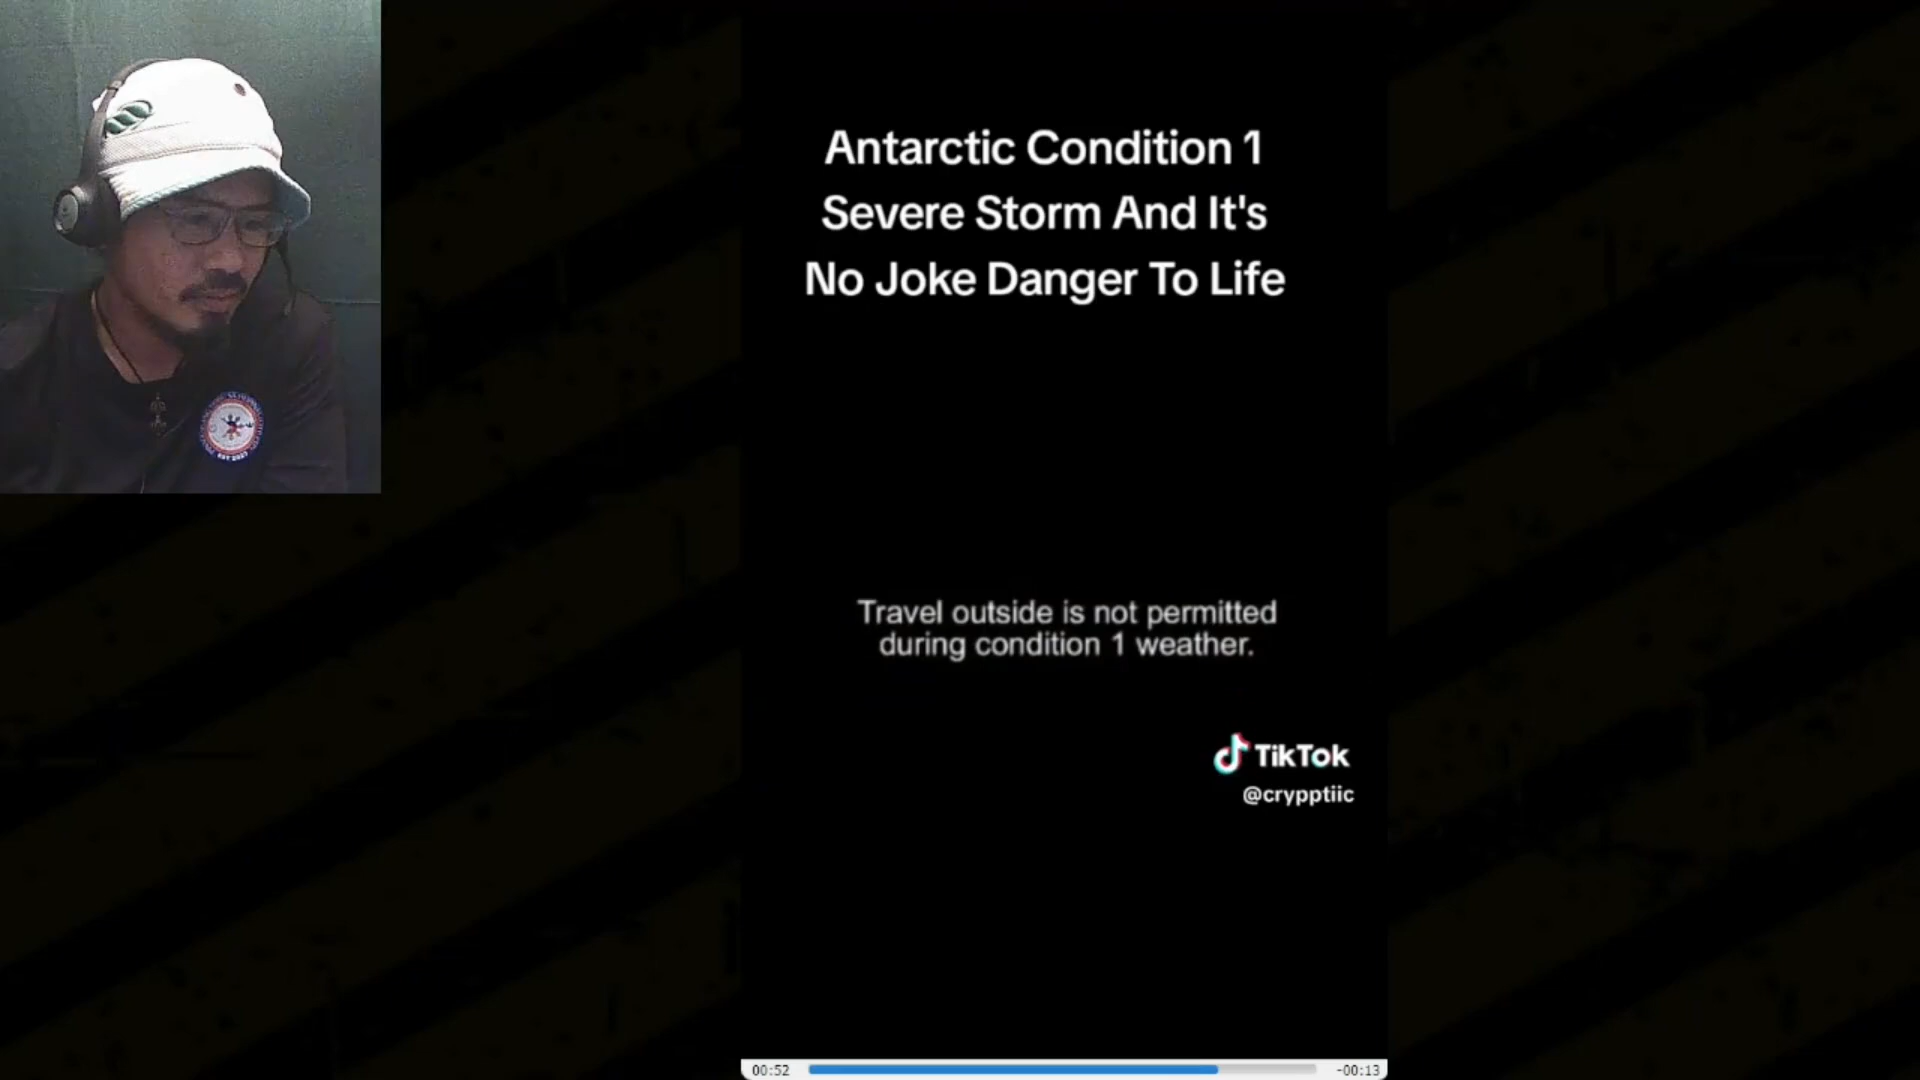 Antarctic Condition 1
Severe Storm And It's
No Joke Danger To Life
Travel outside is not permitted
during condition 1 weather.
TikTok
@crypptiic
00:52
-00:13